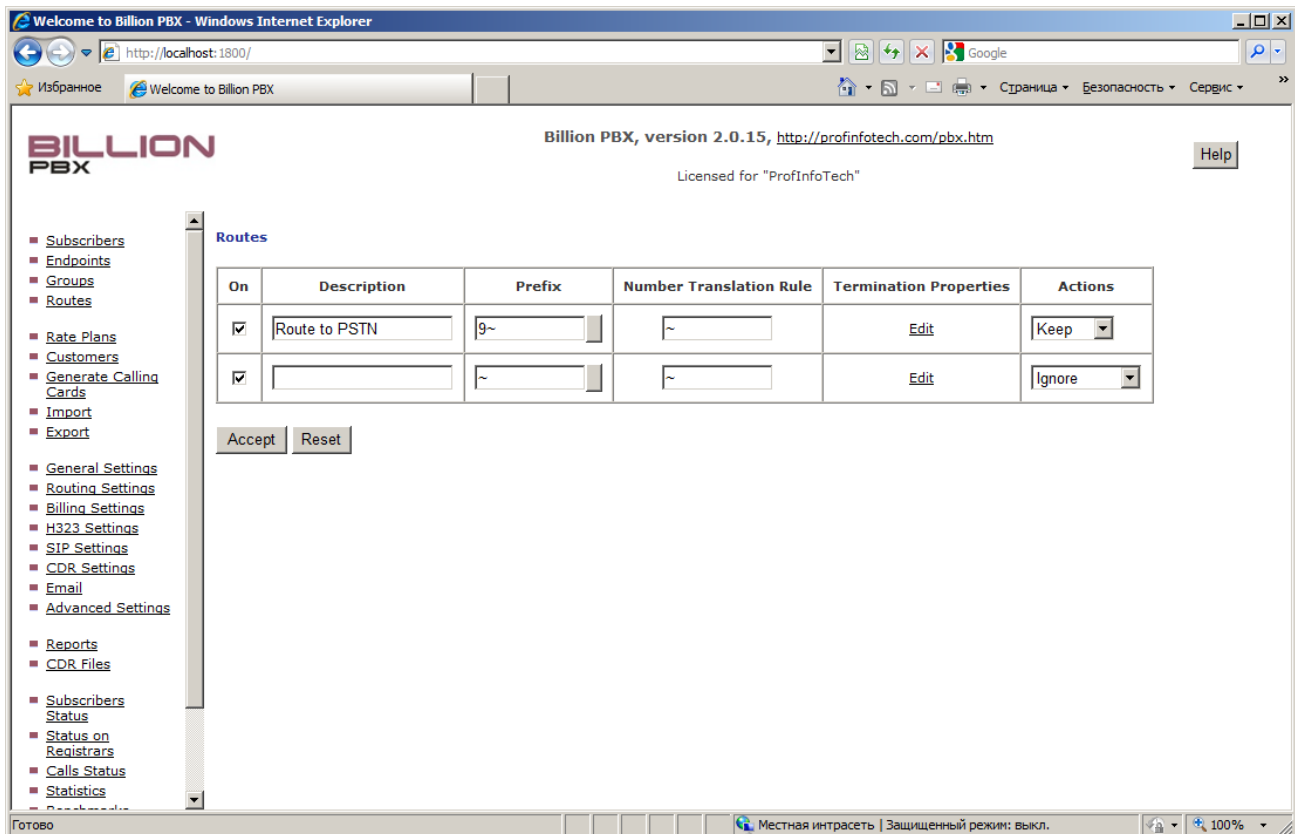 Welcome to Billion PBX - Windows Internet Explorer
http://localhost:1800/
Google
Избранное
Welcome to Billion PBX
Страница
Безопасность
Сервис
»
BILLION
PBX
Billion PBX, version 2.0.15, http://profinfotech.com/pbx.htm
Licensed for "ProfInfoTech"
Help
Subscribers
Endpoints
Groups
Routes
Rate Plans
Customers
Generate Calling
Cards
Import
Export
General Settings
Routing Settings
Billing Settings
H323 Settings
SIP Settings
CDR Settings
Email
Advanced Settings
Reports
CDR Files
Subscribers
Status
Status on
Registrars
Calls Status
Statistics
Routes
On Description Prefix Number Translation Rule Termination Properties Actions
Route to PSTN 9~ ~ Edit Keep
~ ~ Edit Ignore
Accept Reset
Готово
Местная интрасеть | Защищенный режим: выкл.
100%